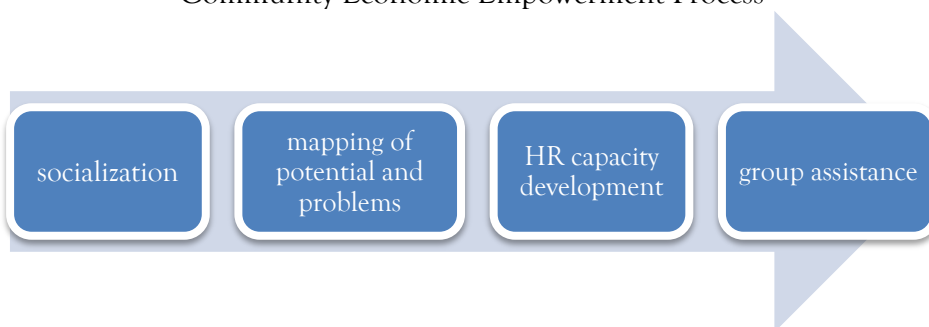 Community Economic Empowerment Process
socialization
mapping of
potential and
problems
HR capacity
development
group assistance